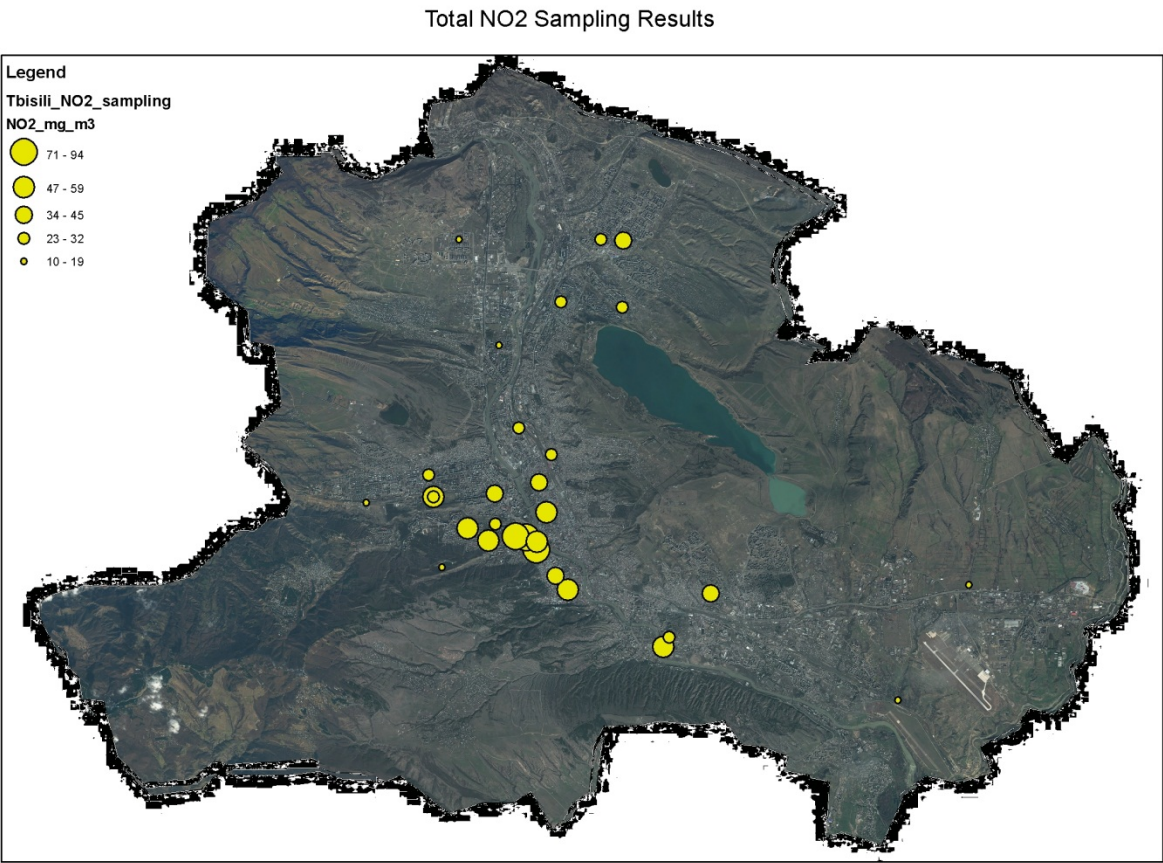 Total NO2 Sampling Results
Legend
Tbisili_NO2_sampling
NO2_mg_m3
71 - 94
47 - 59
34 - 45
23 - 32
10 - 19